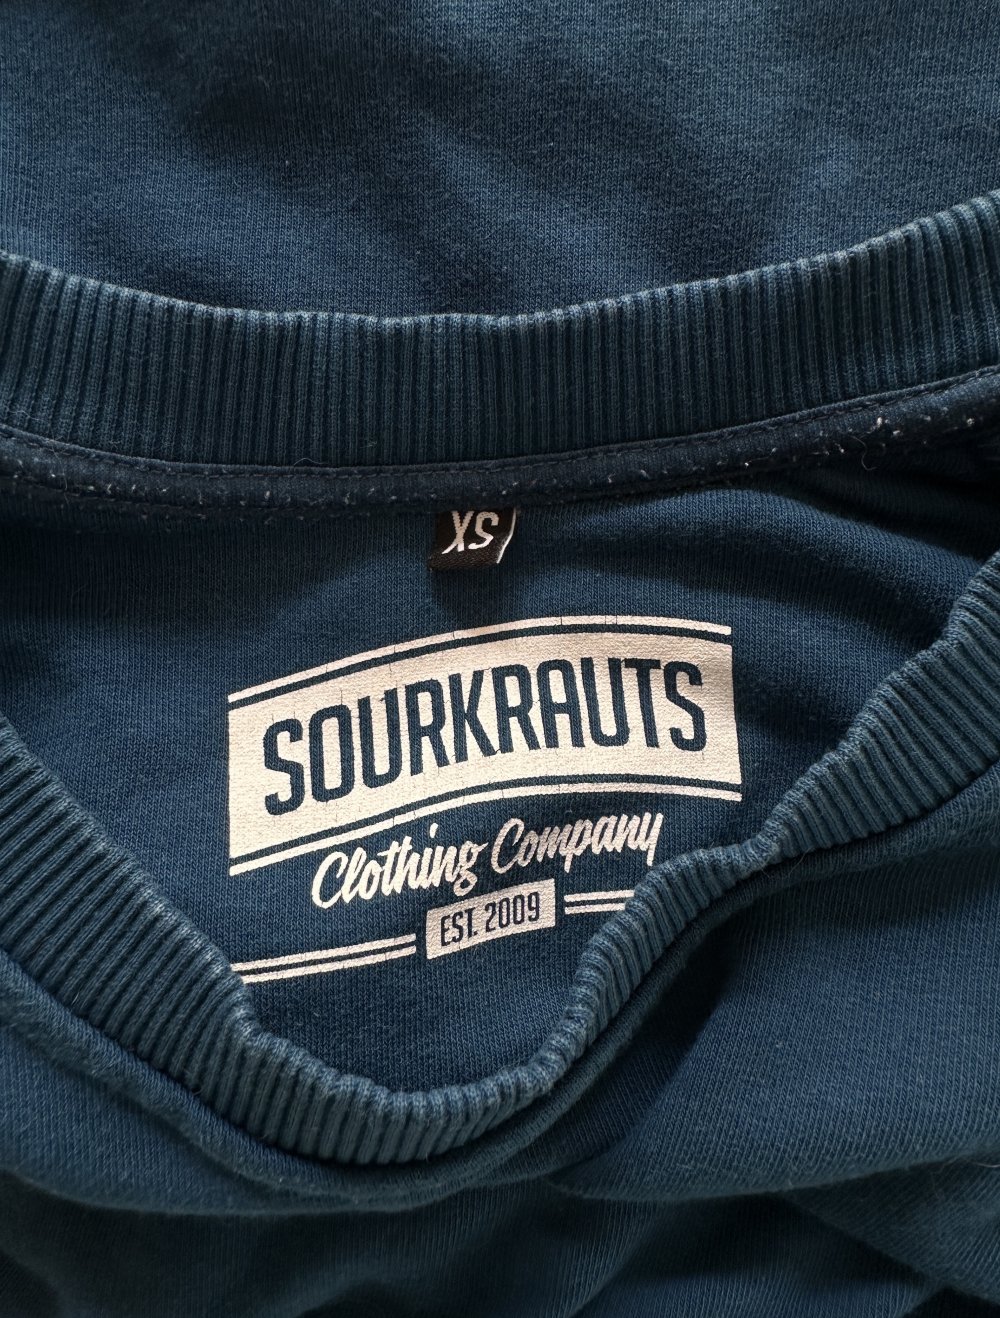 XS
SOURKRAUTS
Clothing Company
EST. 2009